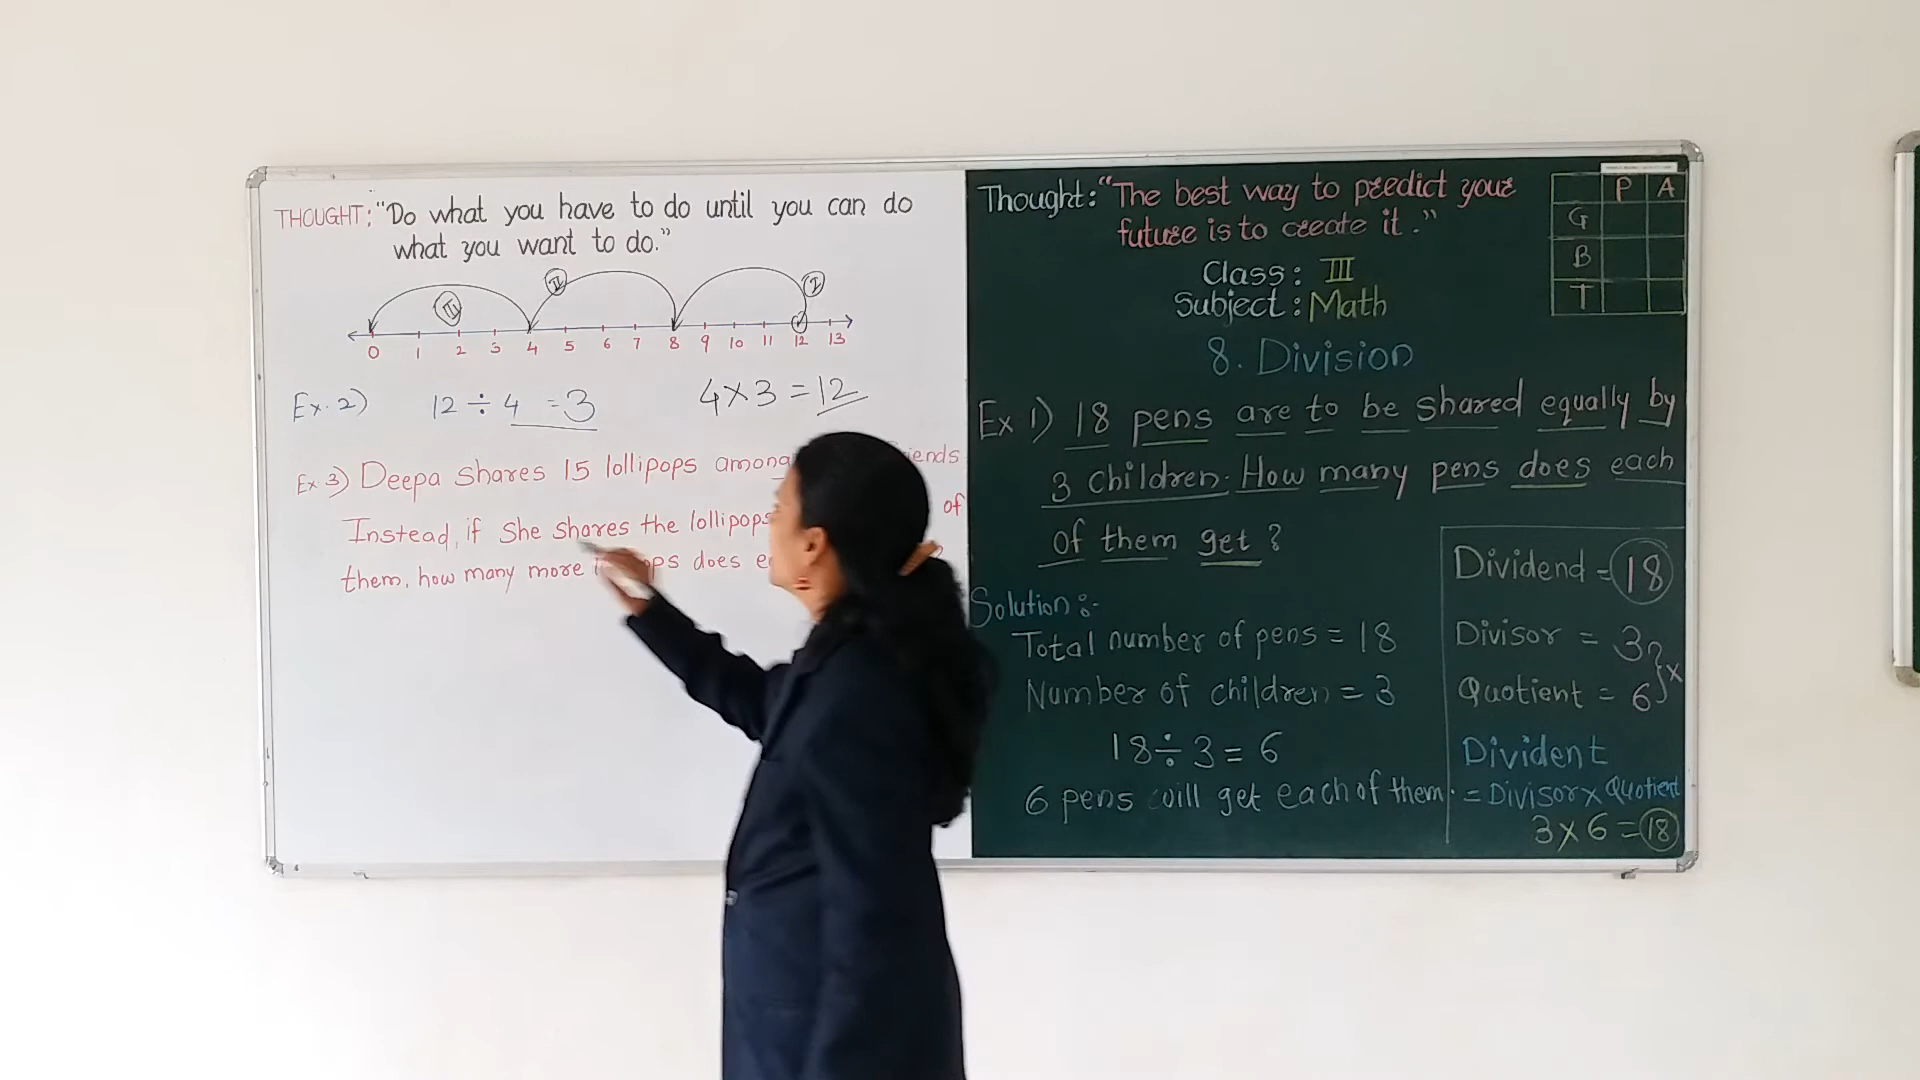 THOUGHT: "Do what you have to do until you can do
what you want to do."
III
II
I
0 1 2 3 4 5 6 7 8 9 10 11 12 13
Ex. 2) 12 ÷ 4 = 3
4 x 3 = 12
Ex 3) Deepa shares 15 lollipops among
Instead, if she shares the lollipops of
them, how many more does
Thought: "The best way to predict your
future is to create it."
P A
G
B
T
Class: III
Subject: Math
8. Division
Ex 1) 18 pens are to be shared equally by
3 children. How many pens does each
of them get?
Solution :-
Total number of pens = 18
Number of children = 3
18 ÷ 3 = 6
6 pens will get each of them.
Dividend = 18
Divisor = 3 } x
Quotient = 6
Divident
= Divisor x Quotient
3 x 6 = 18